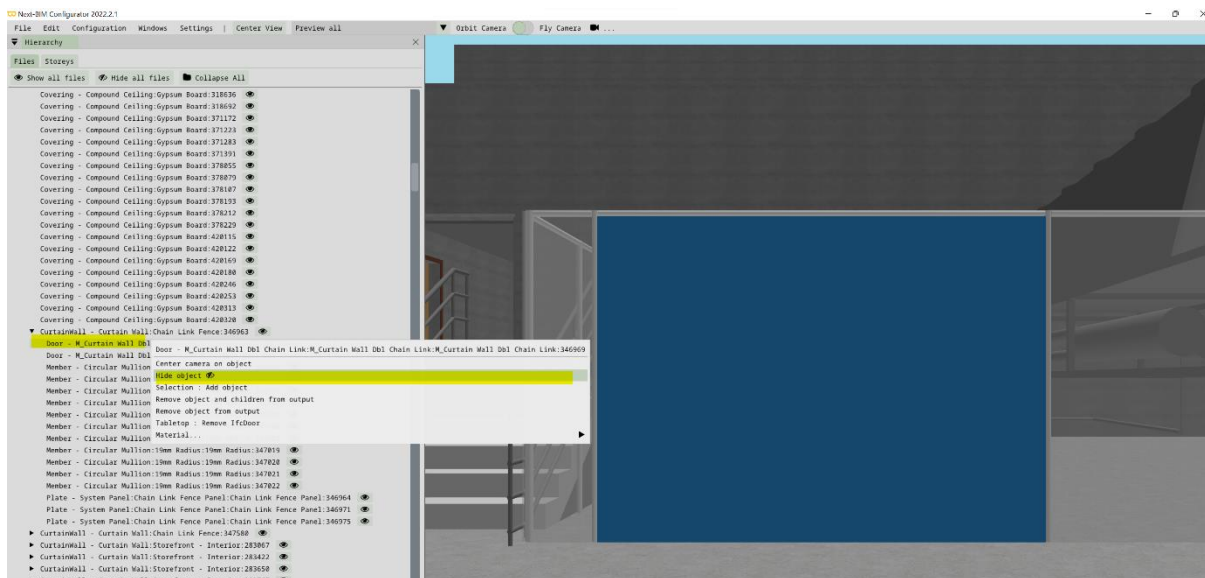 Next-BIM Configurator 2022.2.1
File Edit Configuration Windows Settings | Center View Preview all
Orbit Camera Fly Camera ...
Hierarchy
Files Storeys
Show all files Hide all files Collapse All
Covering - Compound Ceiling:Gypsum Board:318636
Covering - Compound Ceiling:Gypsum Board:318692
Covering - Compound Ceiling:Gypsum Board:371172
Covering - Compound Ceiling:Gypsum Board:371223
Covering - Compound Ceiling:Gypsum Board:371283
Covering - Compound Ceiling:Gypsum Board:371391
Covering - Compound Ceiling:Gypsum Board:378055
Covering - Compound Ceiling:Gypsum Board:378079
Covering - Compound Ceiling:Gypsum Board:378107
Covering - Compound Ceiling:Gypsum Board:378193
Covering - Compound Ceiling:Gypsum Board:378212
Covering - Compound Ceiling:Gypsum Board:378229
Covering - Compound Ceiling:Gypsum Board:420115
Covering - Compound Ceiling:Gypsum Board:420122
Covering - Compound Ceiling:Gypsum Board:420169
Covering - Compound Ceiling:Gypsum Board:420180
Covering - Compound Ceiling:Gypsum Board:420246
Covering - Compound Ceiling:Gypsum Board:420253
Covering - Compound Ceiling:Gypsum Board:420313
Covering - Compound Ceiling:Gypsum Board:420320
CurtainWall - Curtain Wall:Chain Link Fence:346963
Door - M_Curtain Wall Dbl
Door - M_Curtain Wall Dbl
Member - Circular Mullion
Member - Circular Mullion
Member - Circular Mullion
Member - Circular Mullion
Member - Circular Mullion
Member - Circular Mullion
Member - Circular Mullion
Member - Circular Mullion:19mm Radius:19mm Radius:347019
Member - Circular Mullion:19mm Radius:19mm Radius:347020
Member - Circular Mullion:19mm Radius:19mm Radius:347021
Member - Circular Mullion:19mm Radius:19mm Radius:347022
Plate - System Panel:Chain Link Fence Panel:Chain Link Fence Panel:346964
Plate - System Panel:Chain Link Fence Panel:Chain Link Fence Panel:346971
Plate - System Panel:Chain Link Fence Panel:Chain Link Fence Panel:346975
CurtainWall - Curtain Wall:Chain Link Fence:347580
CurtainWall - Curtain Wall:Storefront - Interior:283067
CurtainWall - Curtain Wall:Storefront - Interior:283422
CurtainWall - Curtain Wall:Storefront - Interior:283650
Door - M_Curtain Wall Dbl Chain Link:M_Curtain Wall Dbl Chain Link:M_Curtain Wall Dbl Chain Link:346969
Center camera on object
Hide object
Selection : Add object
Remove object and children from output
Remove object from output
Tabletop : Remove IfcDoor
Material...